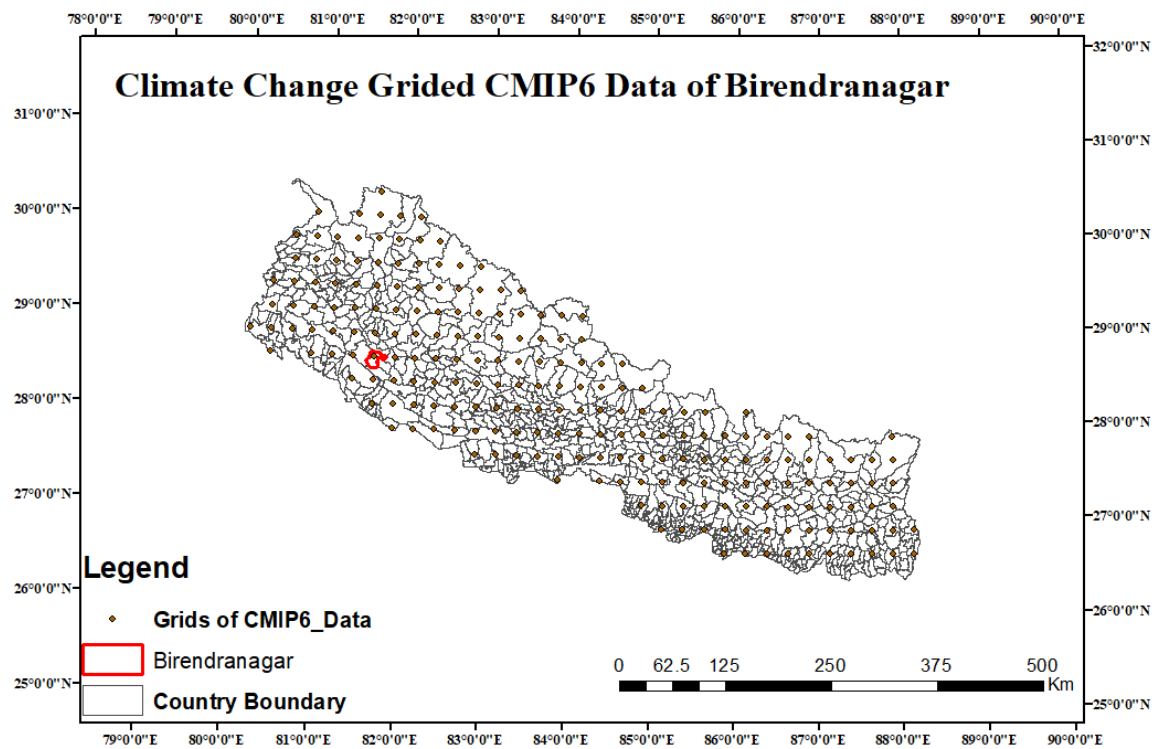 78°0'0"E 79°0'0"E 80°0'0"E 81°0'0"E 82°0'0"E 83°0'0"E 84°0'0"E 85°0'0"E 86°0'0"E 87°0'0"E 88°0'0"E 89°0'0"E 90°0'0"E
32°0'0"N
Climate Change Grided CMIP6 Data of Birendranagar
31°0'0"N
31°0'0"N
30°0'0"N
30°0'0"N
29°0'0"N
29°0'0"N
28°0'0"N
28°0'0"N
27°0'0"N
27°0'0"N
26°0'0"N
26°0'0"N
25°0'0"N
25°0'0"N
Legend
Grids of CMIP6_Data
Birendranagar
Country Boundary
0 62.5 125 250 375 500
Km
79°0'0"E 80°0'0"E 81°0'0"E 82°0'0"E 83°0'0"E 84°0'0"E 85°0'0"E 86°0'0"E 87°0'0"E 88°0'0"E 89°0'0"E 90°0'0"E